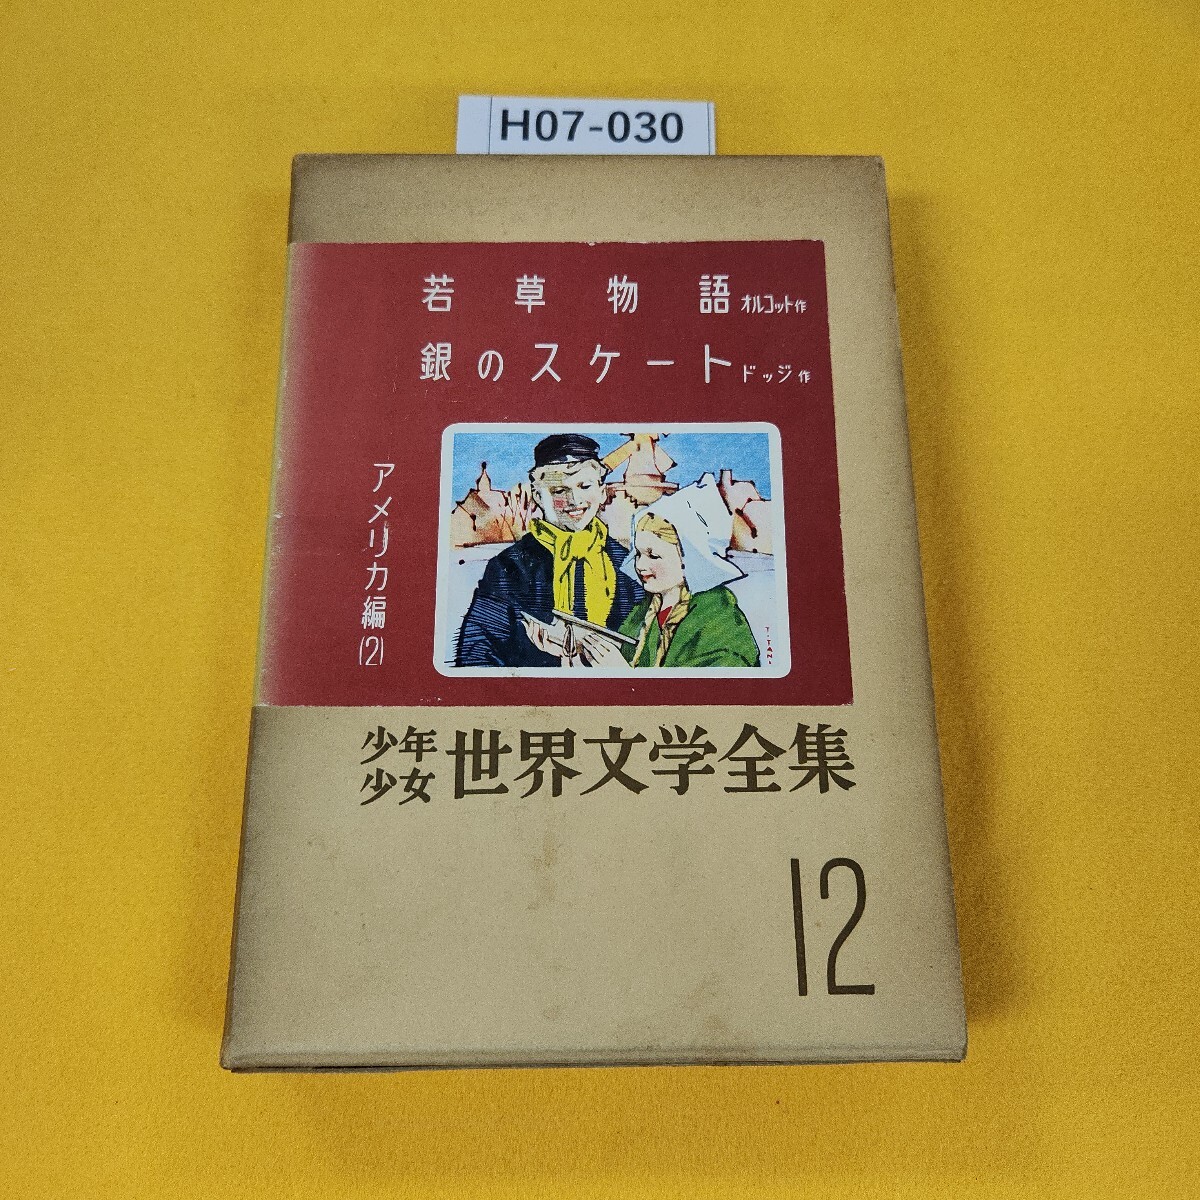 H07-030
若草物語 オルコット作
銀のスケート ドッジ作
アメリカ編(2)
T・TANI
少年少女 世界文学全集
12